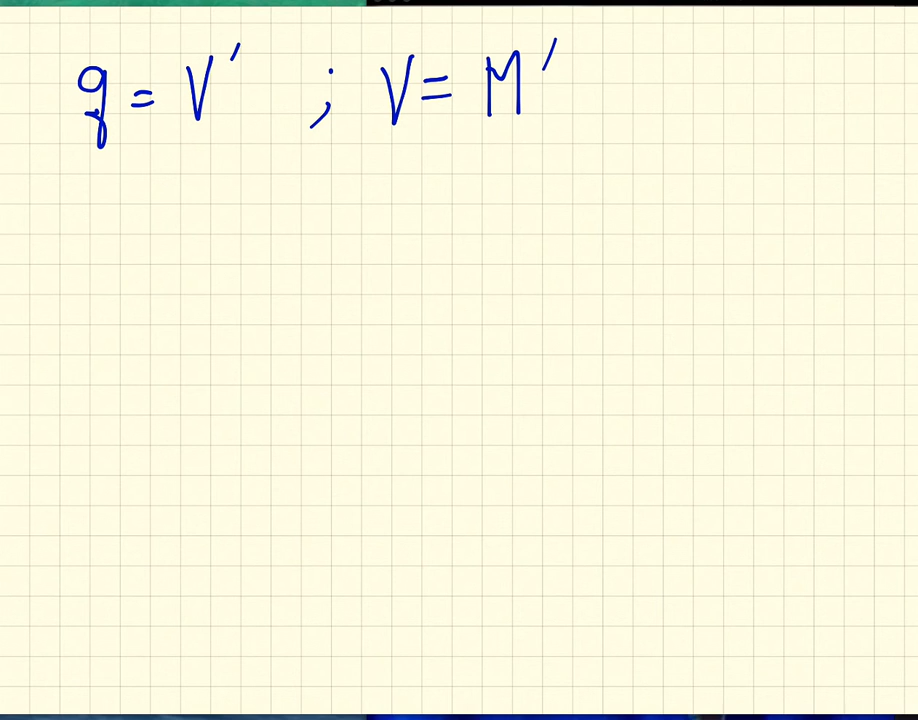 q = V' ; V = M'